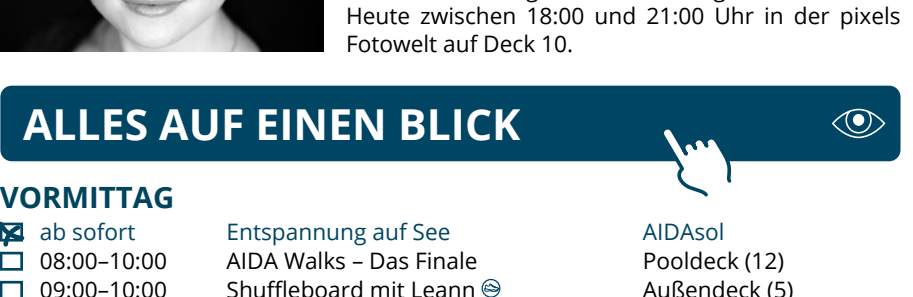 Heute zwischen 18:00 und 21:00 Uhr in der pixels
Fotowelt auf Deck 10.
ALLES AUF EINEN BLICK
VORMITTAG
ab sofort Entspannung auf See AIDAsol
08:00–10:00 AIDA Walks – Das Finale Pooldeck (12)
09:00–10:00 Shuffleboard mit Leann Außendeck (5)